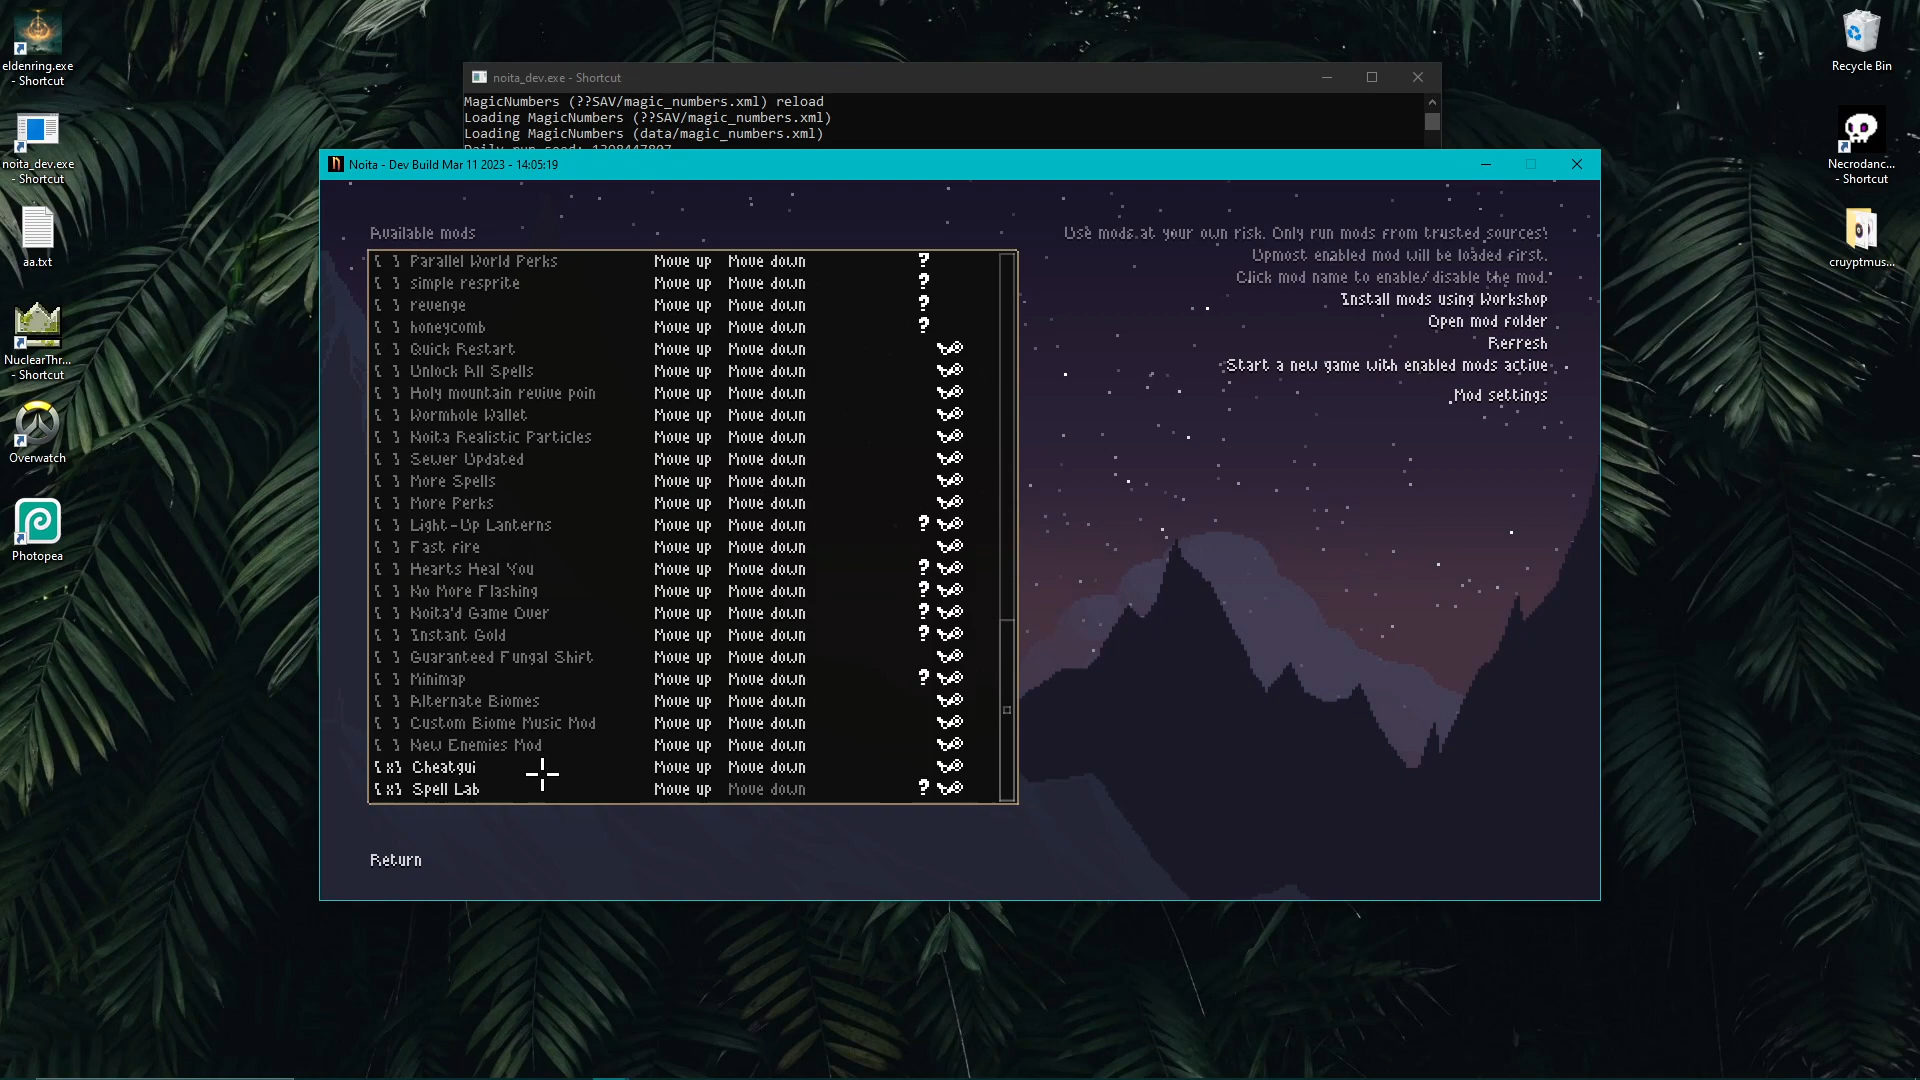 eldenring.exe
- Shortcut
noita_dev.exe
- Shortcut
aa.txt
NuclearThr...
- Shortcut
Overwatch
Photopea
Recycle Bin
Necrodanc...
- Shortcut
cruyptmus...
noita_dev.exe - Shortcut
MagicNumbers (??SAV/magic_numbers.xml) reload
Loading MagicNumbers (??SAV/magic_numbers.xml)
Loading MagicNumbers (data/magic_numbers.xml)
Daily run seed: 1398447897
Noita - Dev Build Mar 11 2023 - 14:05:19
Available mods
[ ] Parallel World Perks Move up Move down ?
[ ] simple resprite Move up Move down ?
[ ] revenge Move up Move down ?
[ ] honeycomb Move up Move down ?
[ ] Quick Restart Move up Move down
[ ] Unlock All Spells Move up Move down
[ ] Holy mountain revive poin Move up Move down
[ ] Wormhole Wallet Move up Move down
[ ] Noita Realistic Particles Move up Move down
[ ] Sewer Updated Move up Move down
[ ] More Spells Move up Move down
[ ] More Perks Move up Move down
[ ] Light-Up Lanterns Move up Move down ?
[ ] Fast fire Move up Move down
[ ] Hearts Heal You Move up Move down ?
[ ] No More Flashing Move up Move down ?
[ ] Noita'd Game Over Move up Move down ?
[ ] Instant Gold Move up Move down ?
[ ] Guaranteed Fungal Shift Move up Move down
[ ] Minimap Move up Move down ?
[ ] Alternate Biomes Move up Move down
[ ] Custom Biome Music Mod Move up Move down
[ ] New Enemies Mod Move up Move down
[x] Cheatgui Move up Move down
[x] Spell Lab Move up Move down ?
Return
Use mods at your own risk. Only run mods from trusted sources!
Upmost enabled mod will be loaded first.
Click mod name to enable/disable the mod.
Install mods using Workshop
Open mod folder
Refresh
Start a new game with enabled mods active
Mod settings